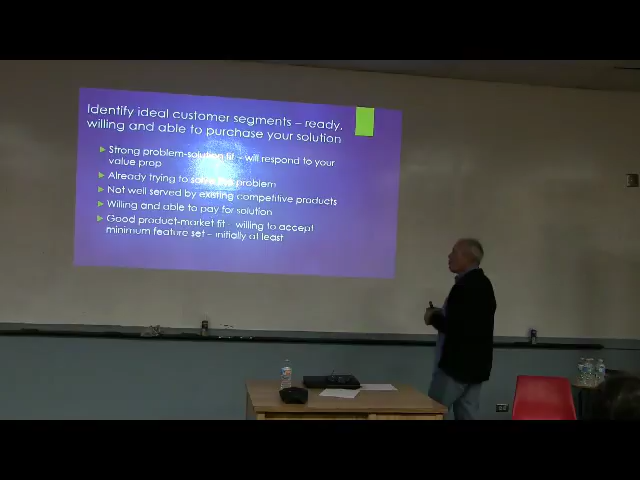 Identify ideal customer segments – ready,
willing and able to purchase your solution
Strong problem-solution fit - will respond to your
value prop
Already trying to solve the problem
Not well served by existing competitive products
Willing and able to pay for solution
Good product-market fit - willing to accept
minimum feature set – initially at least